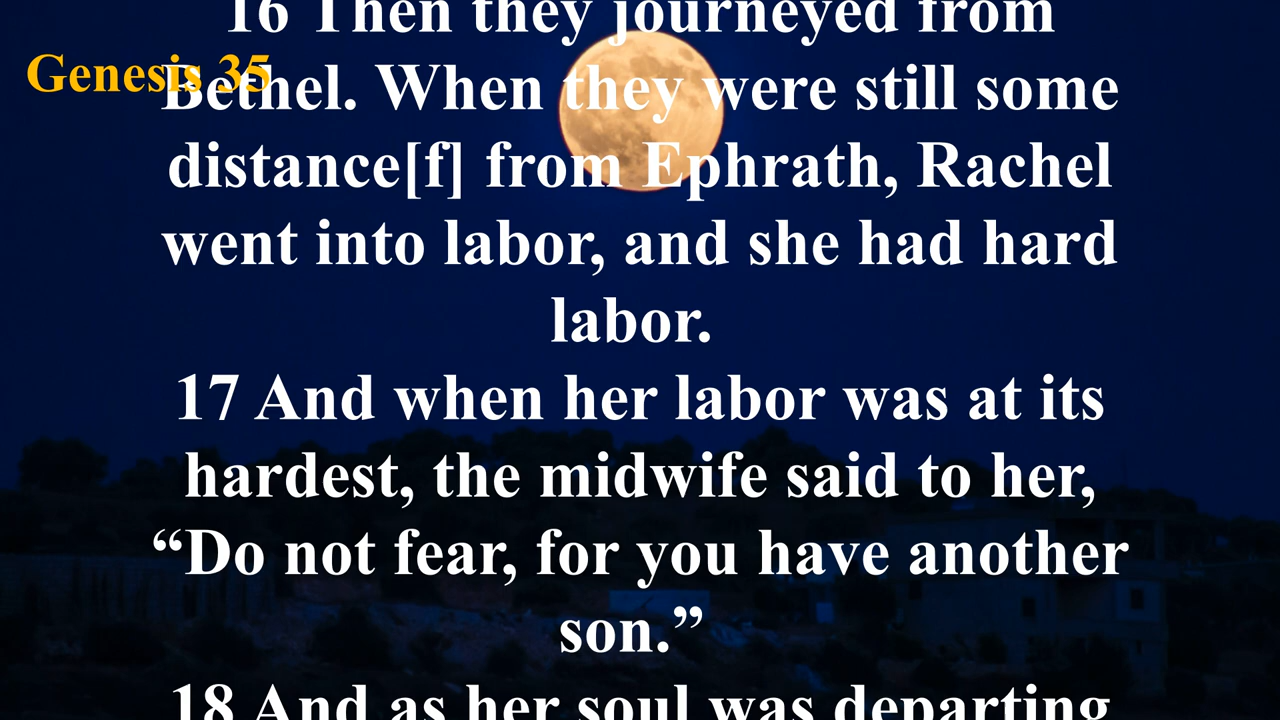 16 Then they journeyed from
Genesis 35
Bethel. When they were still some
distance[f] from Ephrath, Rachel
went into labor, and she had hard
labor.
17 And when her labor was at its
hardest, the midwife said to her,
“Do not fear, for you have another
son.”
18 And as her soul was departing